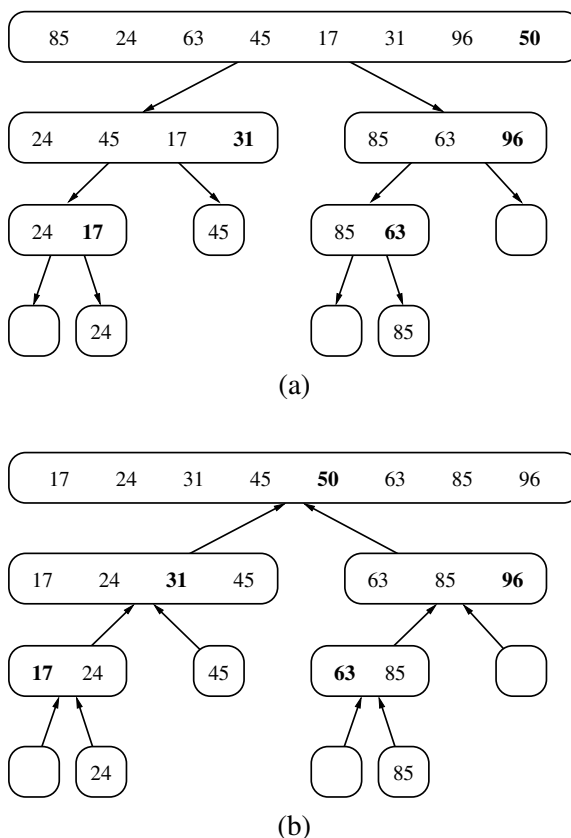 85 24 63 45 17 31 96 50
24 45 17 31 85 63 96
24 17 45 85 63
24 85
(a)
17 24 31 45 50 63 85 96
17 24 31 45 63 85 96
17 24 45 63 85
24 85
(b)